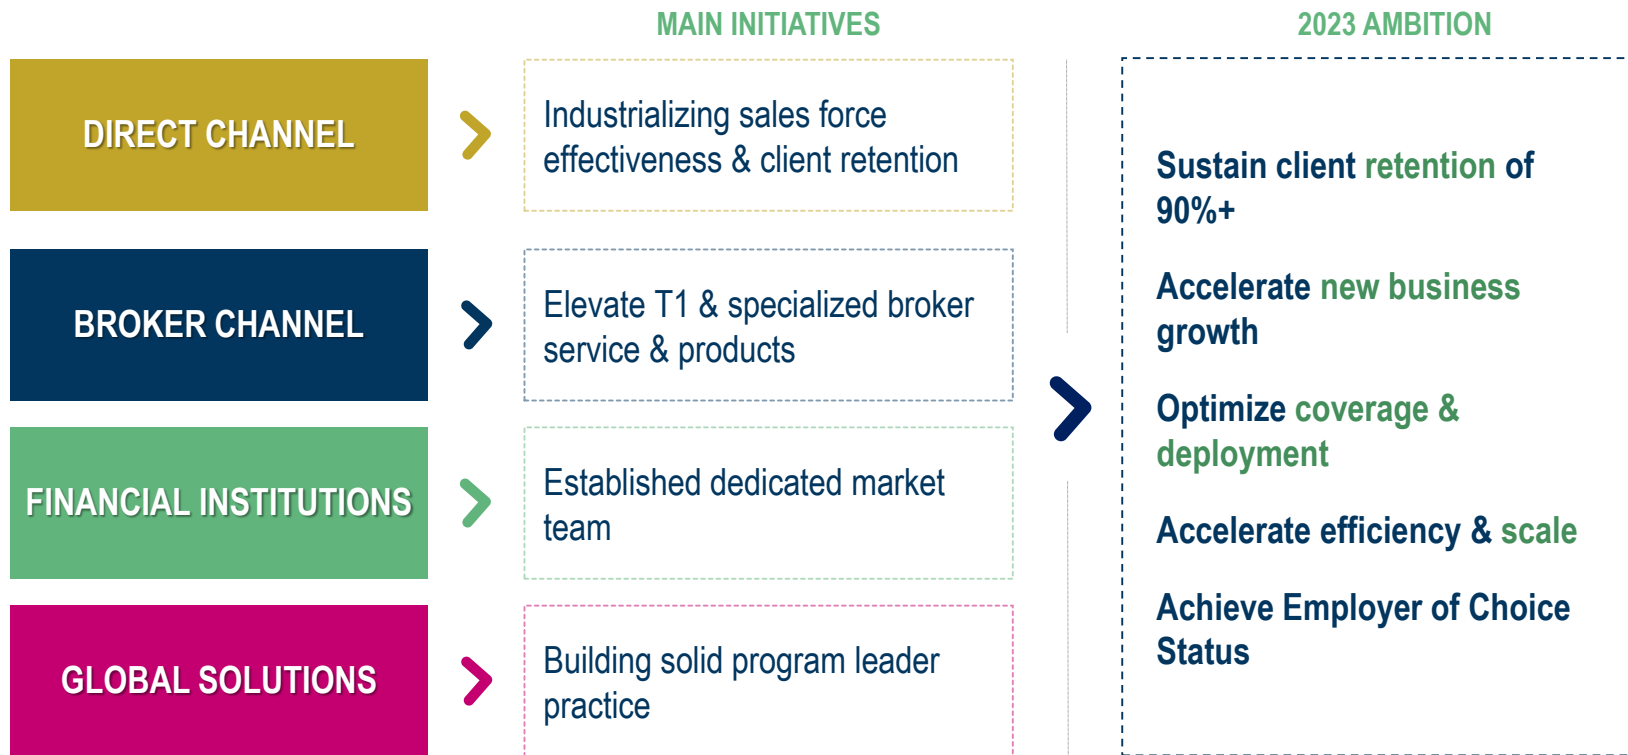 MAIN INITIATIVES
2023 AMBITION
DIRECT CHANNEL
Industrializing sales force
effectiveness & client retention
BROKER CHANNEL
Elevate T1 & specialized broker
service & products
FINANCIAL INSTITUTIONS
Established dedicated market
team
GLOBAL SOLUTIONS
Building solid program leader
practice
Sustain client retention of
90%+
Accelerate new business
growth
Optimize coverage &
deployment
Accelerate efficiency & scale
Achieve Employer of Choice
Status